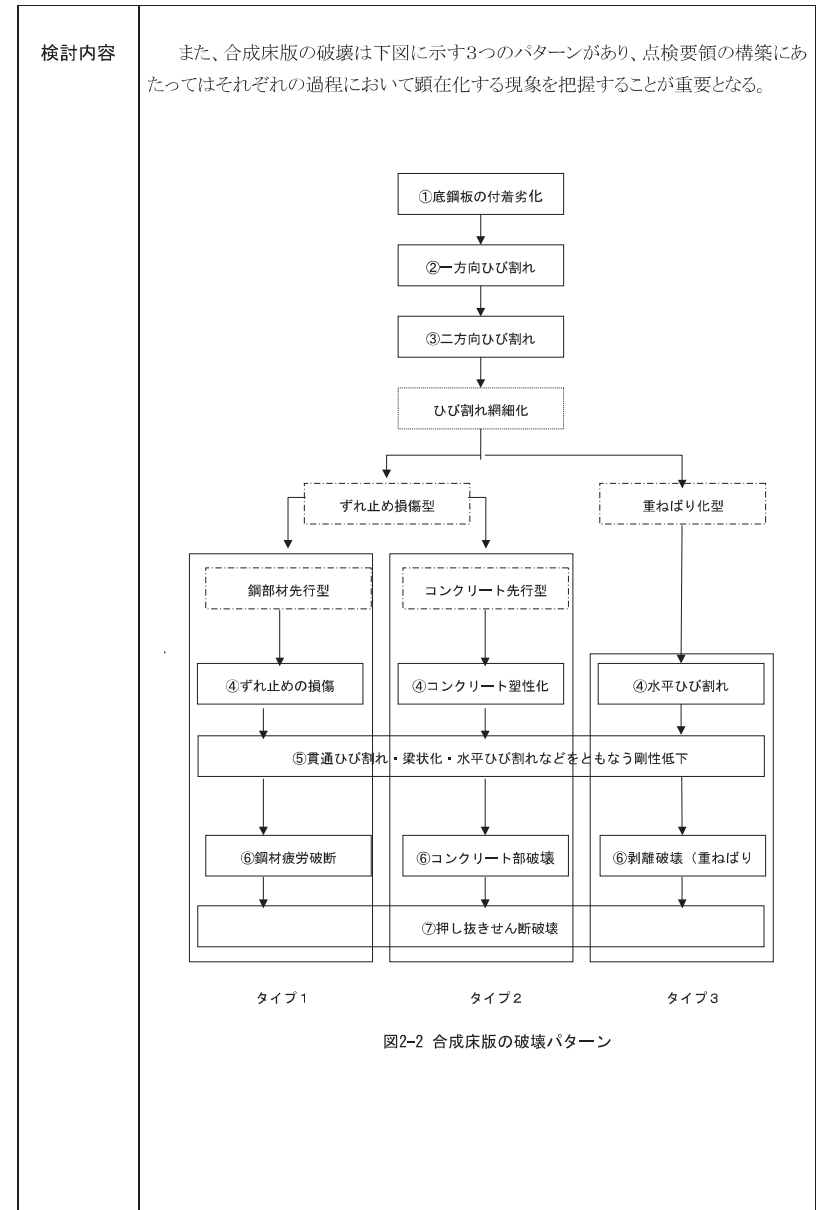 検討内容
また、合成床版の破壊は下図に示す3つのパターンがあり、点検要領の構築にあ
たってはそれぞれの過程において顕在化する現象を把握することが重要となる。
①底鋼板の付着劣化
②一方向ひび割れ
③二方向ひび割れ
ひび割れ網細化
ずれ止め損傷型
重ねばり化型
鋼部材先行型
コンクリート先行型
④ずれ止めの損傷
④コンクリート塑性化
④水平ひび割れ
⑤貫通ひび割れ・梁状化・水平ひび割れなどをともなう剛性低下
⑥鋼材疲労破断
⑥コンクリート部破壊
⑥剥離破壊（重ねばり
⑦押し抜きせん断破壊
タイプ1
タイプ2
タイプ3
図2-2 合成床版の破壊パターン